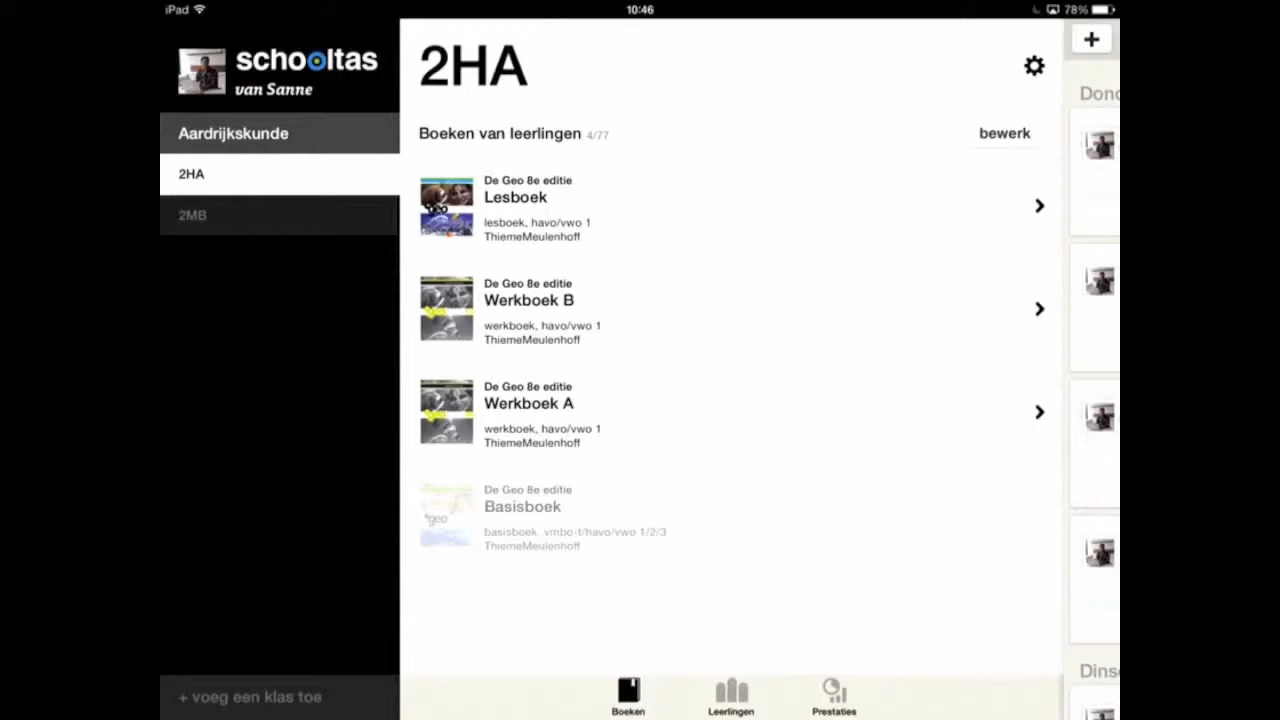 iPad
10:46
78%
schooltas
van Sanne
Aardrijkskunde
2HA
2MB
+ voeg een klas toe
2HA
Boeken van leerlingen 4/77
bewerk
De Geo 8e editie
Lesboek
lesboek, havo/vwo 1
ThiemeMeulenhoff
De Geo 8e editie
Werkboek B
werkboek, havo/vwo 1
ThiemeMeulenhoff
De Geo 8e editie
Werkboek A
werkboek, havo/vwo 1
ThiemeMeulenhoff
geo
De Geo 8e editie
Basisboek
basisboek, vmbo-t/havo/vwo 1/2/3
ThiemeMeulenhoff
Boeken
Leerlingen
Prestaties
+
Dond
Dins